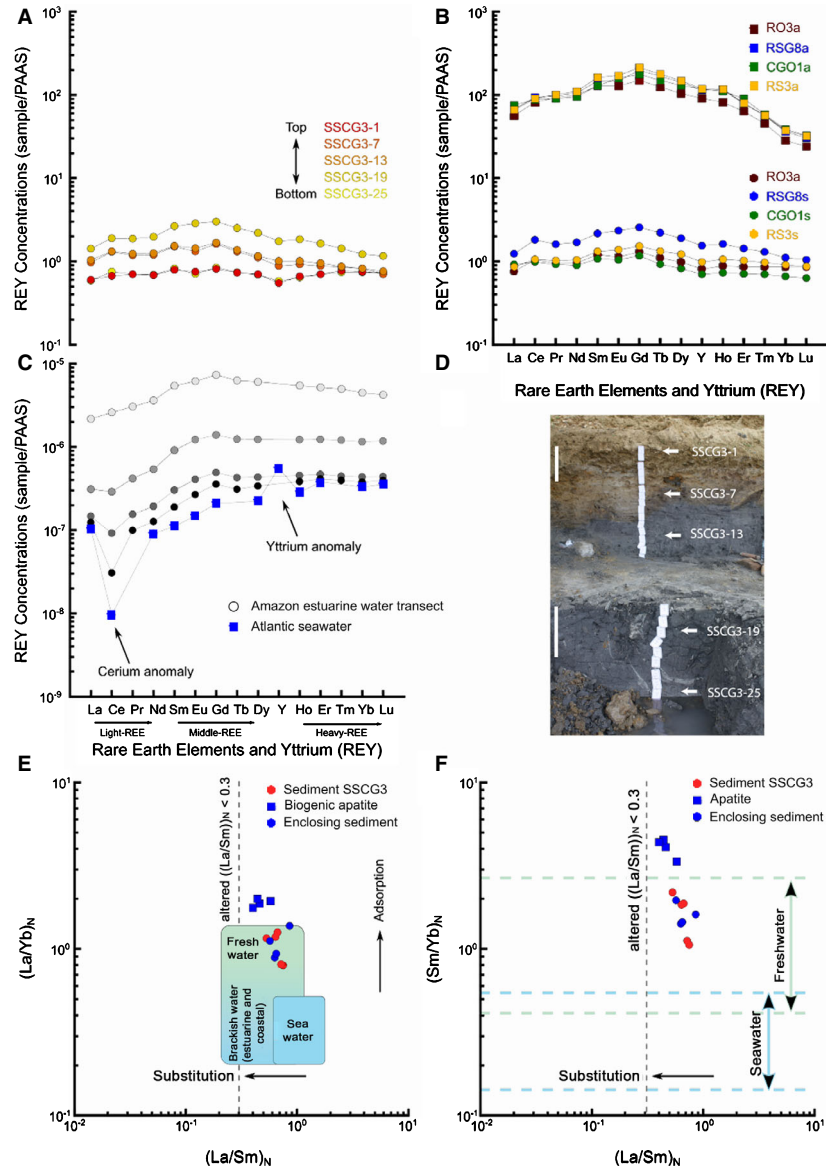 A
REY Concentrations (sample/PAAS)
10³
10²
10¹
10⁰
10⁻¹
Top
Bottom
SSCG3-1
SSCG3-7
SSCG3-13
SSCG3-19
SSCG3-25
B
REY Concentrations (sample/PAAS)
10³
10²
10¹
10⁰
10⁻¹
RO3a
RSG8a
CGO1a
RS3a
RO3a
RSG8s
CGO1s
RS3s
La Ce Pr Nd Sm Eu Gd Tb Dy Y Ho Er Tm Yb Lu
Rare Earth Elements and Yttrium (REY)
C
REY Concentrations (sample/PAAS)
10⁻⁵
10⁻⁶
10⁻⁷
10⁻⁸
10⁻⁹
Yttrium anomaly
Amazon estuarine water transect
Atlantic seawater
Cerium anomaly
La Ce Pr Nd Sm Eu Gd Tb Dy Y Ho Er Tm Yb Lu
Light-REE Middle-REE Heavy-REE
Rare Earth Elements and Yttrium (REY)
D
SSCG3-1
SSCG3-7
SSCG3-13
SSCG3-19
SSCG3-25
E
(La/Yb)N
10¹
10⁰
10⁻¹
altered ((La/Sm))N < 0.3
Sediment SSCG3
Biogenic apatite
Enclosing sediment
Adsorption
Fresh
water
Brackish water
(estuarine and
coastal)
Sea
water
Substitution
10⁻² 10⁻¹ 10⁰ 10¹
(La/Sm)N
F
(Sm/Yb)N
10¹
10⁰
10⁻¹
altered ((La/Sm))N < 0.3
Sediment SSCG3
Apatite
Enclosing sediment
Freshwater
Seawater
Substitution
10⁻² 10⁻¹ 10⁰ 10¹
(La/Sm)N